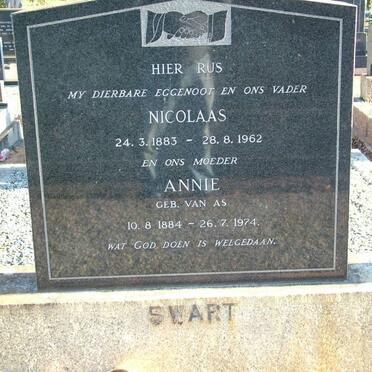 HIER RUS
MY DIERBARE EGGENOOT EN ONS VADER
NICOLAAS
24.3.1883 – 28.8.1962
EN ONS MOEDER
ANNIE
GEB. VAN AS
10.8.1884 – 26.7.1974.
WAT GOD DOEN IS WELGEDAAN.
SWART